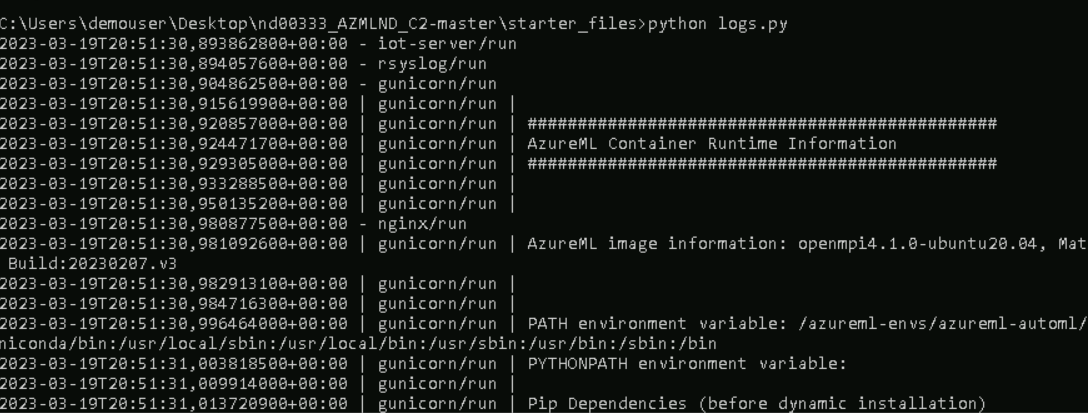 C:\Users\demouser\Desktop\nd00333_AZMLND_C2-master\starter_files>python logs.py
2023-03-19T20:51:30,893862800+00:00 - iot-server/run
2023-03-19T20:51:30,894057600+00:00 - rsyslog/run
2023-03-19T20:51:30,904862500+00:00 - gunicorn/run
2023-03-19T20:51:30,915619900+00:00 | gunicorn/run |
2023-03-19T20:51:30,920857000+00:00 | gunicorn/run | ###############################################
2023-03-19T20:51:30,924471700+00:00 | gunicorn/run | AzureML Container Runtime Information
2023-03-19T20:51:30,929305000+00:00 | gunicorn/run | ###############################################
2023-03-19T20:51:30,933288500+00:00 | gunicorn/run |
2023-03-19T20:51:30,950135200+00:00 | gunicorn/run |
2023-03-19T20:51:30,980877500+00:00 - nginx/run
2023-03-19T20:51:30,981092600+00:00 | gunicorn/run | AzureML image information: openmpi4.1.0-ubuntu20.04, Mat
Build:20230207.v3
2023-03-19T20:51:30,982913100+00:00 | gunicorn/run |
2023-03-19T20:51:30,984716300+00:00 | gunicorn/run |
2023-03-19T20:51:30,996464000+00:00 | gunicorn/run | PATH environment variable: /azureml-envs/azureml-automl/
niconda/bin:/usr/local/sbin:/usr/local/bin:/usr/sbin:/usr/bin:/sbin:/bin
2023-03-19T20:51:31,003818500+00:00 | gunicorn/run | PYTHONPATH environment variable:
2023-03-19T20:51:31,009914000+00:00 | gunicorn/run |
2023-03-19T20:51:31,013720900+00:00 | gunicorn/run | Pip Dependencies (before dynamic installation)